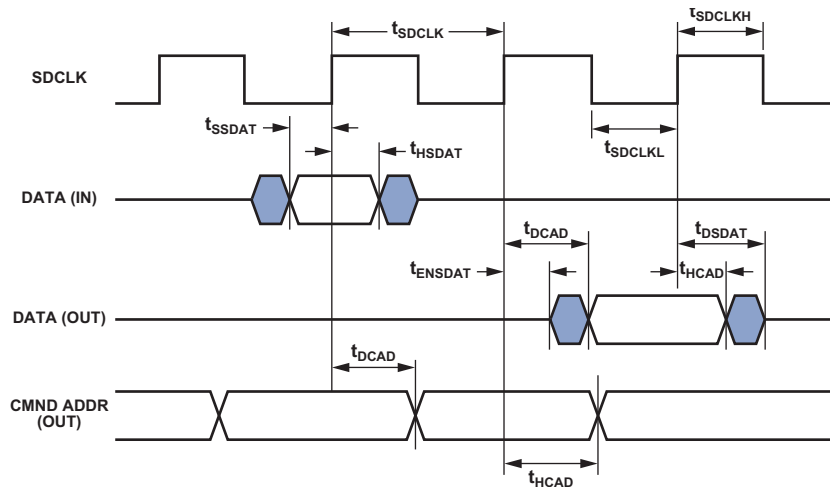 tSDCLK
tSDCLKH
SDCLK
tSSDAT
tHSDAT
tSDCLKL
DATA (IN)
tDCAD
tDSDAT
tENSDAT
tHCAD
DATA (OUT)
tDCAD
CMND ADDR
(OUT)
tHCAD